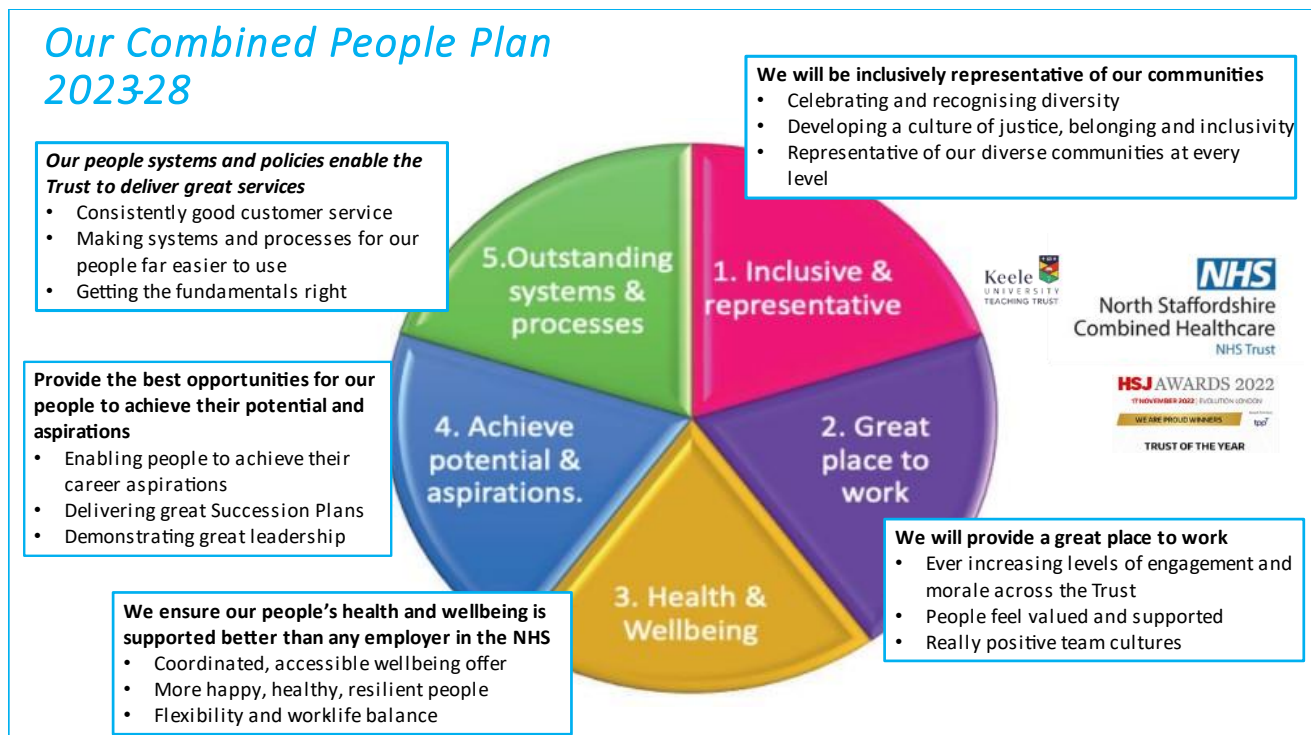 Our Combined People Plan
2023-28
We will be inclusively representative of our communities
• Celebrating and recognising diversity
• Developing a culture of justice, belonging and inclusivity
• Representative of our diverse communities at every
level
Our people systems and policies enable the
Trust to deliver great services
• Consistently good customer service
• Making systems and processes for our
people far easier to use
• Getting the fundamentals right
5.Outstanding
systems &
processes
1. Inclusive &
representative
Keele
UNIVERSITY
TEACHING TRUST
NHS
North Staffordshire
Combined Healthcare
NHS Trust
Provide the best opportunities for our
people to achieve their potential and
aspirations
• Enabling people to achieve their
career aspirations
• Delivering great Succession Plans
• Demonstrating great leadership
4. Achieve
potential &
aspirations.
2. Great
place to
work
HSJ AWARDS 2022
17 NOVEMBER 2022 | EVOLUTION LONDON
WE ARE PROUD WINNERS
tpp
TRUST OF THE YEAR
We will provide a great place to work
• Ever increasing levels of engagement and
morale across the Trust
• People feel valued and supported
• Really positive team cultures
3. Health &
Wellbeing
We ensure our people's health and wellbeing is
supported better than any employer in the NHS
• Coordinated, accessible wellbeing offer
• More happy, healthy, resilient people
• Flexibility and worklife balance